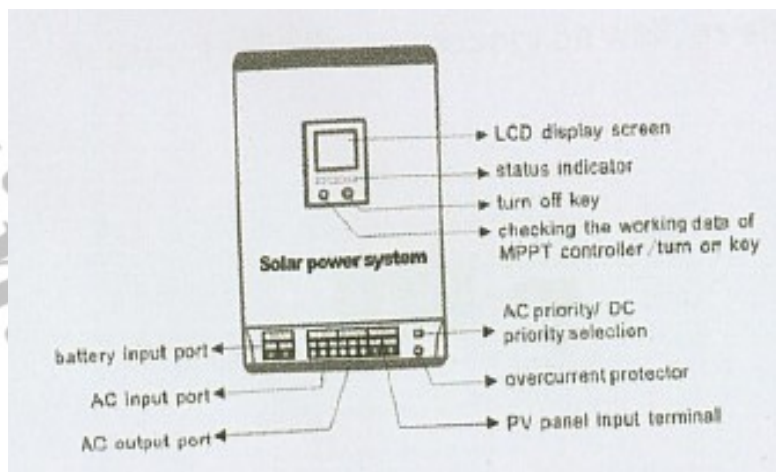 LCD display screen
status indicator
turn off key
checking the working data of
MPPT controller/turn on key
Solar power system
AC priority/ DC
priority selection
battery input port
overcurrent protector
AC input port
PV panel input terminall
AC output port